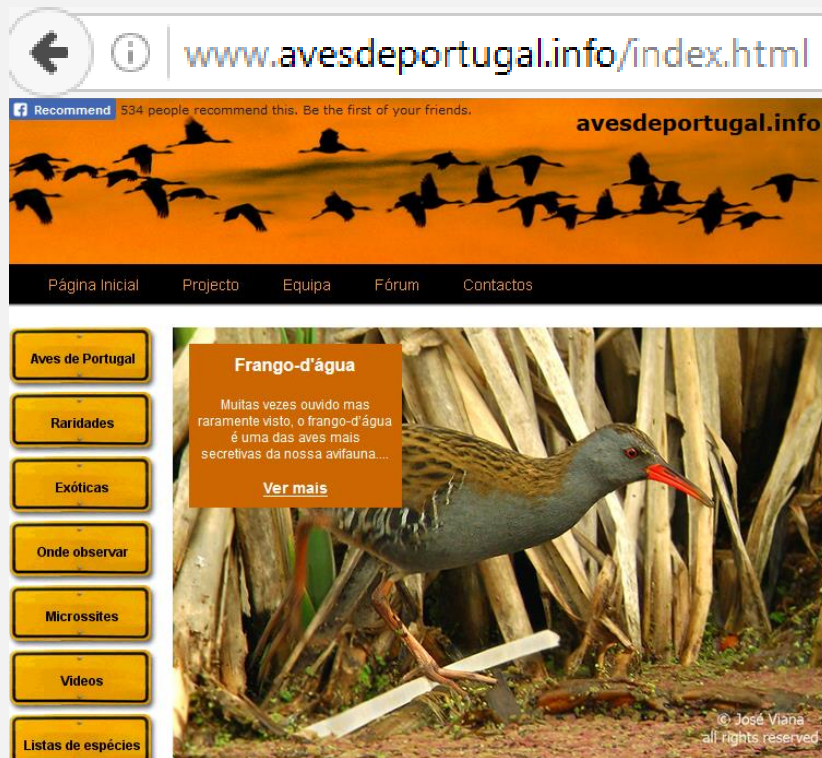 www.avesdeportugal.info/index.html
Recommend 534 people recommend this. Be the first of your friends.
avesdeportugal.info
Página Inicial Projecto Equipa Fórum Contactos
Aves de Portugal
Raridades
Exóticas
Onde observar
Microssites
Videos
Listas de espécies
Frango-d'água
Muitas vezes ouvido mas
raramente visto, o frango-d'água
é uma das aves mais
secretivas da nossa avifauna....
Ver mais
© José Viana
all rights reserved